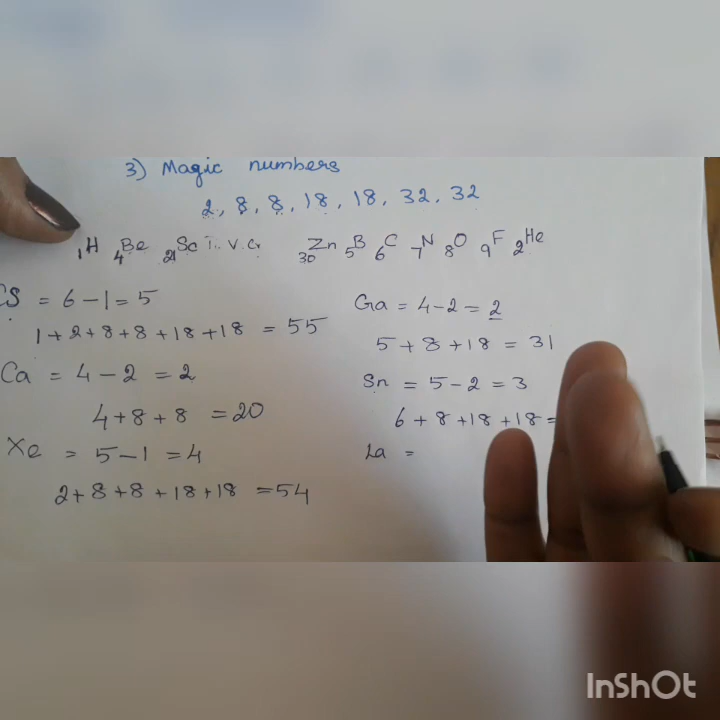 3) Magic numbers
2, 8, 8, 18, 18, 32, 32
1H 4Be 21Sc Ti V Cr 30Zn 5B 6C 7N 8O 9F 2He
Cs = 6 - 1 = 5
1 + 2 + 8 + 8 + 18 + 18 = 55
Ca = 4 - 2 = 2
4 + 8 + 8 = 20
Xe = 5 - 1 = 4
2 + 8 + 8 + 18 + 18 = 54
Ga = 4 - 2 = 2
5 + 8 + 18 = 31
Sn = 5 - 2 = 3
6 + 8 + 18 + 18 =
La =
InShOt